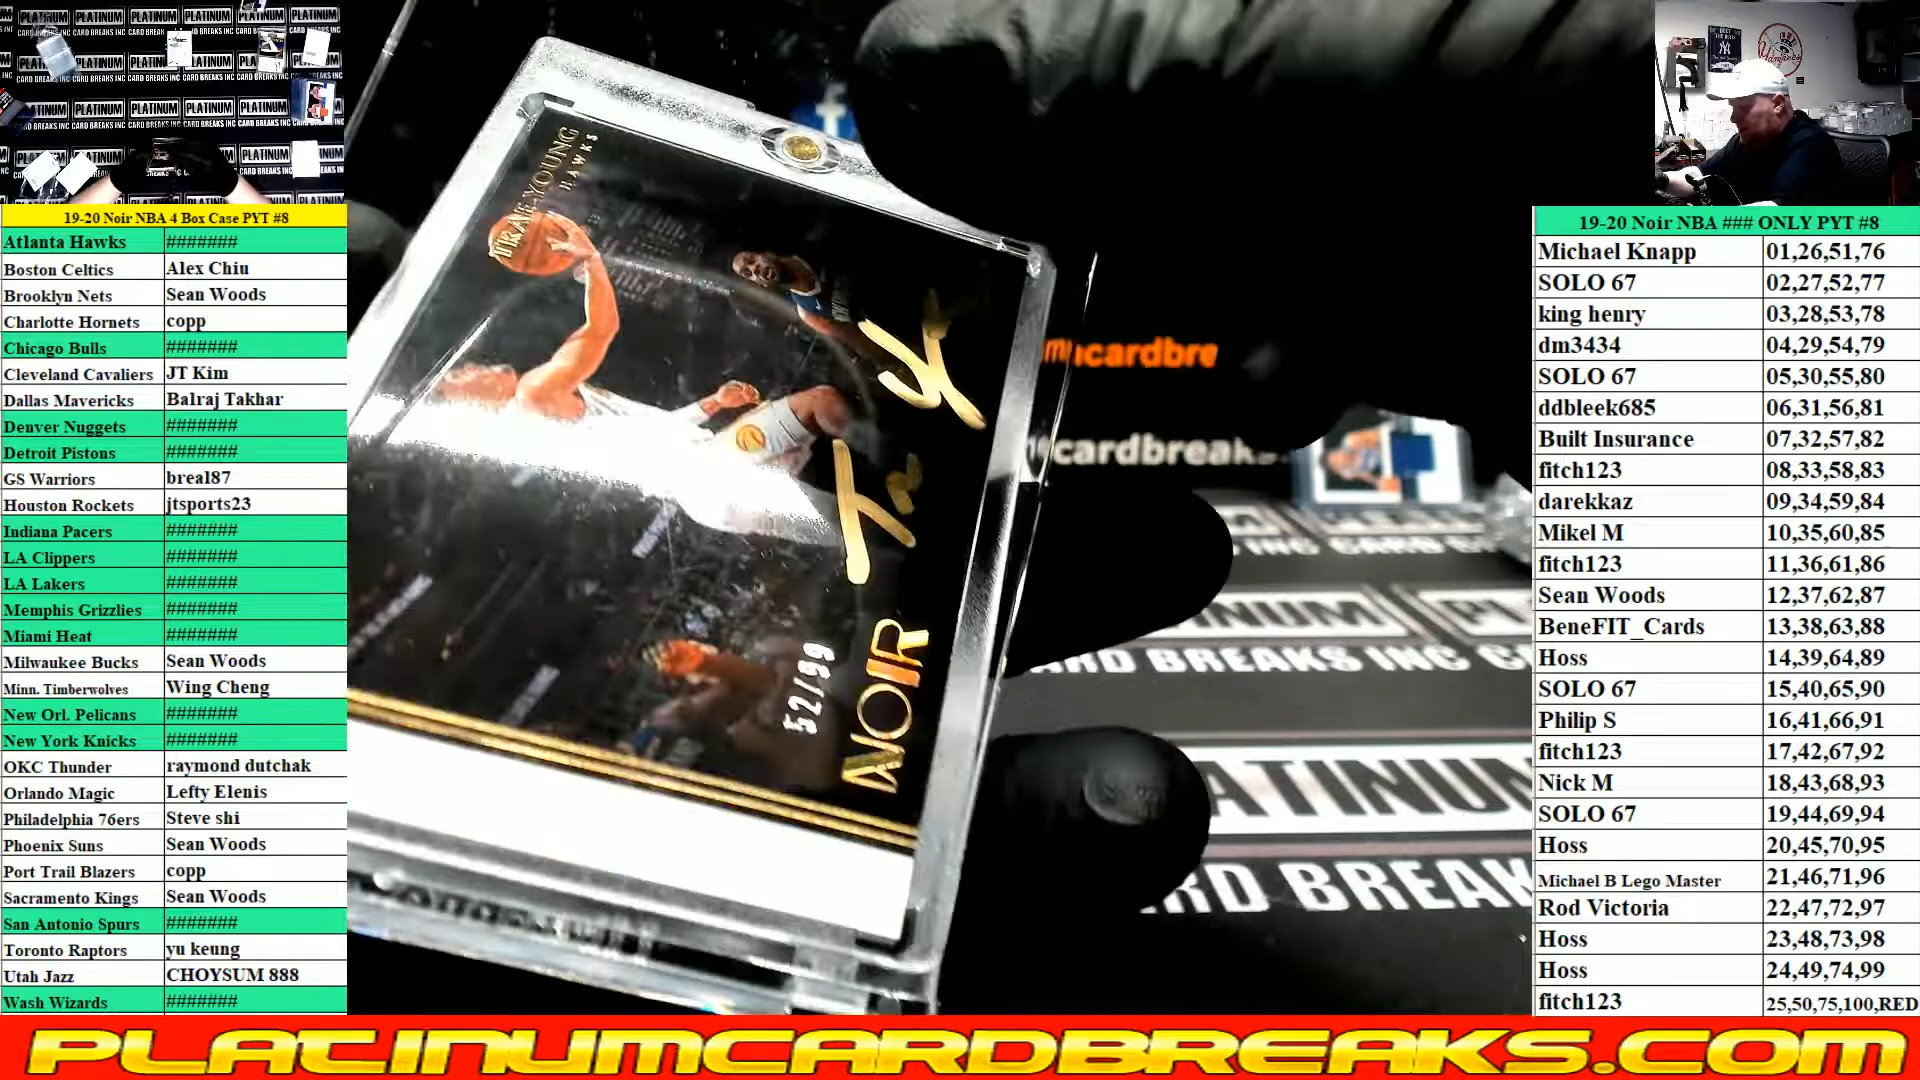 19-20 Noir NBA 4 Box Case PYT #8
Atlanta Hawks #######
Boston Celtics Alex Chiu
Brooklyn Nets Sean Woods
Charlotte Hornets copp
Chicago Bulls #######
Cleveland Cavaliers JT Kim
Dallas Mavericks Balraj Takhar
Denver Nuggets #######
Detroit Pistons #######
GS Warriors breal87
Houston Rockets jtsports23
Indiana Pacers #######
LA Clippers #######
LA Lakers #######
Memphis Grizzlies #######
Miami Heat #######
Milwaukee Bucks Sean Woods
Minn. Timberwolves Wing Cheng
New Orl. Pelicans #######
New York Knicks #######
OKC Thunder raymond dutchak
Orlando Magic Lefty Elenis
Philadelphia 76ers Steve shi
Phoenix Suns Sean Woods
Port Trail Blazers copp
Sacramento Kings Sean Woods
San Antonio Spurs #######
Toronto Raptors yu keung
Utah Jazz CHOYSUM 888
Wash Wizards #######
TRAE YOUNG
HAWKS
52/99
NOIR
cardbre
cardbreaks
CARD BREAKS INC
PLATINUM
CARD BREAKS
19-20 Noir NBA ### ONLY PYT #8
Michael Knapp 01,26,51,76
SOLO 67 02,27,52,77
king henry 03,28,53,78
dm3434 04,29,54,79
SOLO 67 05,30,55,80
ddbleek685 06,31,56,81
Built Insurance 07,32,57,82
fitch123 08,33,58,83
darekkaz 09,34,59,84
Mikel M 10,35,60,85
fitch123 11,36,61,86
Sean Woods 12,37,62,87
BeneFIT_Cards 13,38,63,88
Hoss 14,39,64,89
SOLO 67 15,40,65,90
Philip S 16,41,66,91
fitch123 17,42,67,92
Nick M 18,43,68,93
SOLO 67 19,44,69,94
Hoss 20,45,70,95
Michael B Lego Master 21,46,71,96
Rod Victoria 22,47,72,97
Hoss 23,48,73,98
Hoss 24,49,74,99
fitch123 25,50,75,100,RED
PLATINUMCARDBREAKS.COM